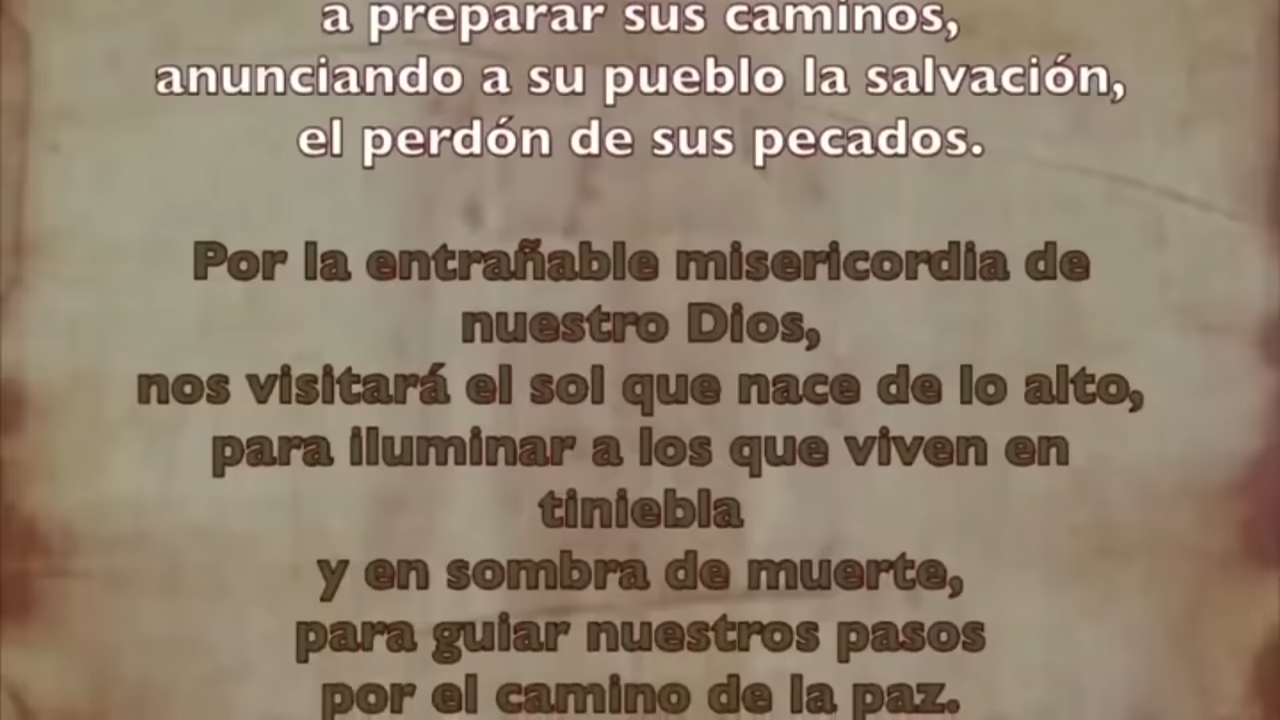 a preparar sus caminos,
anunciando a su pueblo la salvación,
el perdón de sus pecados.
Por la entrañable misericordia de
nuestro Dios,
nos visitará el sol que nace de lo alto,
para iluminar a los que viven en
tiniebla
y en sombra de muerte,
para guiar nuestros pasos
por el camino de la paz.